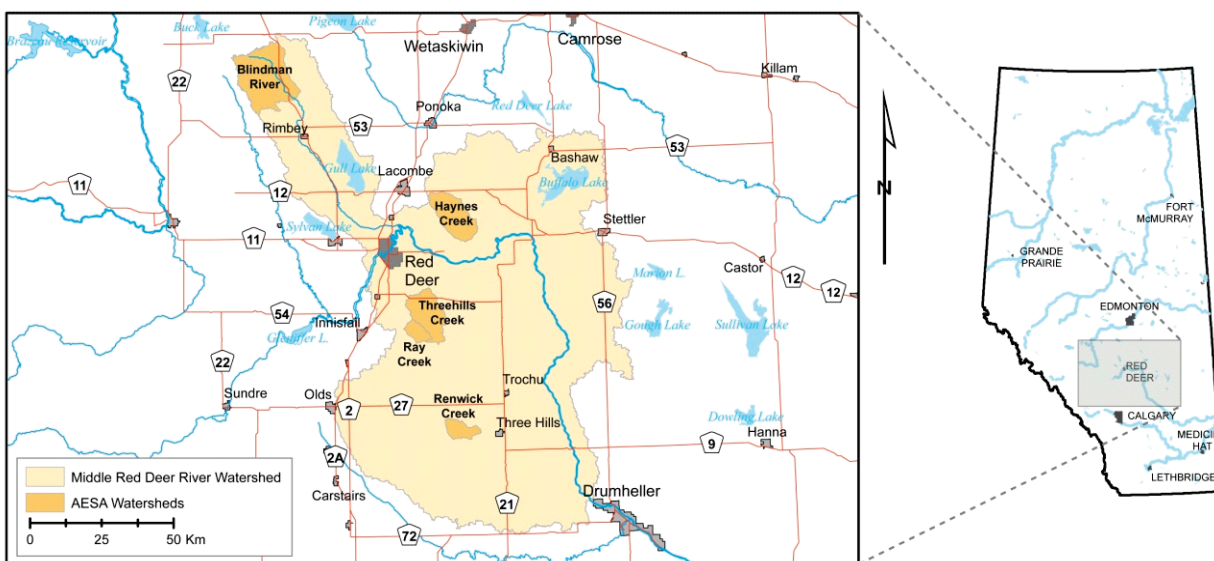 Buck Lake
Pigeon Lake
Brazeau Reservoir
Wetaskiwin
Camrose
Killam
22
Blindman
River
Ponoka
Red Deer Lake
53
Rimbey
53
Bashaw
Gull Lake
Lacombe
Buffalo Lake
11
12
Haynes
Creek
Stettler
Sylvan Lake
11
Red
Deer
Castor
Marion L.
12
12
54
Innisfail
Threehills
Creek
56
Gough Lake
Sullivan Lake
Gleniffer L.
Ray
Creek
22
Trochu
Sundre
Olds
2
27
Renwick
Creek
Dowling Lake
Three Hills
Hanna
9
2A
Carstairs
21
Drumheller
72
Middle Red Deer River Watershed
AESA Watersheds
0 25 50 Km
N
FORT
McMURRAY
GRANDE
PRAIRIE
EDMONTON
RED
DEER
CALGARY
MEDICIN
HAT
LETHBRIDGE